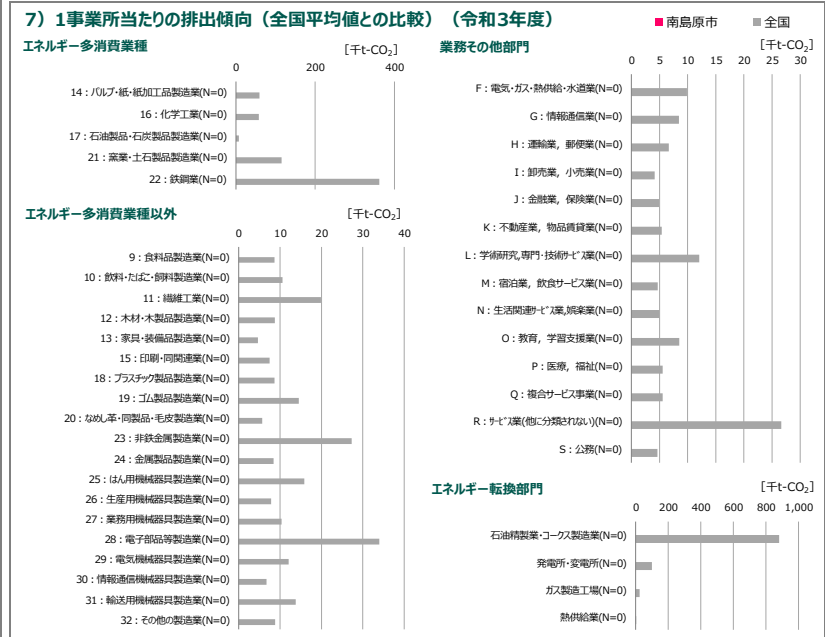 7）1事業所当たりの排出傾向（全国平均値との比較）（令和3年度）
■南島原市 ■全国
エネルギー多消費業種
[千t-CO₂]
0 200 400
14：パルプ・紙・紙加工品製造業(N=0)
16：化学工業(N=0)
17：石油製品・石炭製品製造業(N=0)
21：窯業・土石製品製造業(N=0)
22：鉄鋼業(N=0)
エネルギー多消費業種以外
[千t-CO₂]
0 10 20 30 40
9：食料品製造業(N=0)
10：飲料・たばこ・飼料製造業(N=0)
11：繊維工業(N=0)
12：木材・木製品製造業(N=0)
13：家具・装備品製造業(N=0)
15：印刷・同関連業(N=0)
18：プラスチック製品製造業(N=0)
19：ゴム製品製造業(N=0)
20：なめし革・同製品・毛皮製造業(N=0)
23：非鉄金属製造業(N=0)
24：金属製品製造業(N=0)
25：はん用機械器具製造業(N=0)
26：生産用機械器具製造業(N=0)
27：業務用機械器具製造業(N=0)
28：電子部品等製造業(N=0)
29：電気機械器具製造業(N=0)
30：情報通信機械器具製造業(N=0)
31：輸送用機械器具製造業(N=0)
32：その他の製造業(N=0)
業務その他部門
[千t-CO₂]
0 5 10 15 20 25 30
F：電気・ガス・熱供給・水道業(N=0)
G：情報通信業(N=0)
H：運輸業，郵便業(N=0)
I：卸売業，小売業(N=0)
J：金融業，保険業(N=0)
K：不動産業，物品賃貸業(N=0)
L：学術研究,専門・技術ｻｰﾋﾞｽ業(N=0)
M：宿泊業，飲食サービス業(N=0)
N：生活関連ｻｰﾋﾞｽ業,娯楽業(N=0)
O：教育，学習支援業(N=0)
P：医療，福祉(N=0)
Q：複合サービス事業(N=0)
R：ｻｰﾋﾞｽ業(他に分類されない)(N=0)
S：公務(N=0)
エネルギー転換部門
[千t-CO₂]
0 200 400 600 800 1,000
石油精製業・コークス製造業(N=0)
発電所・変電所(N=0)
ガス製造工場(N=0)
熱供給業(N=0)